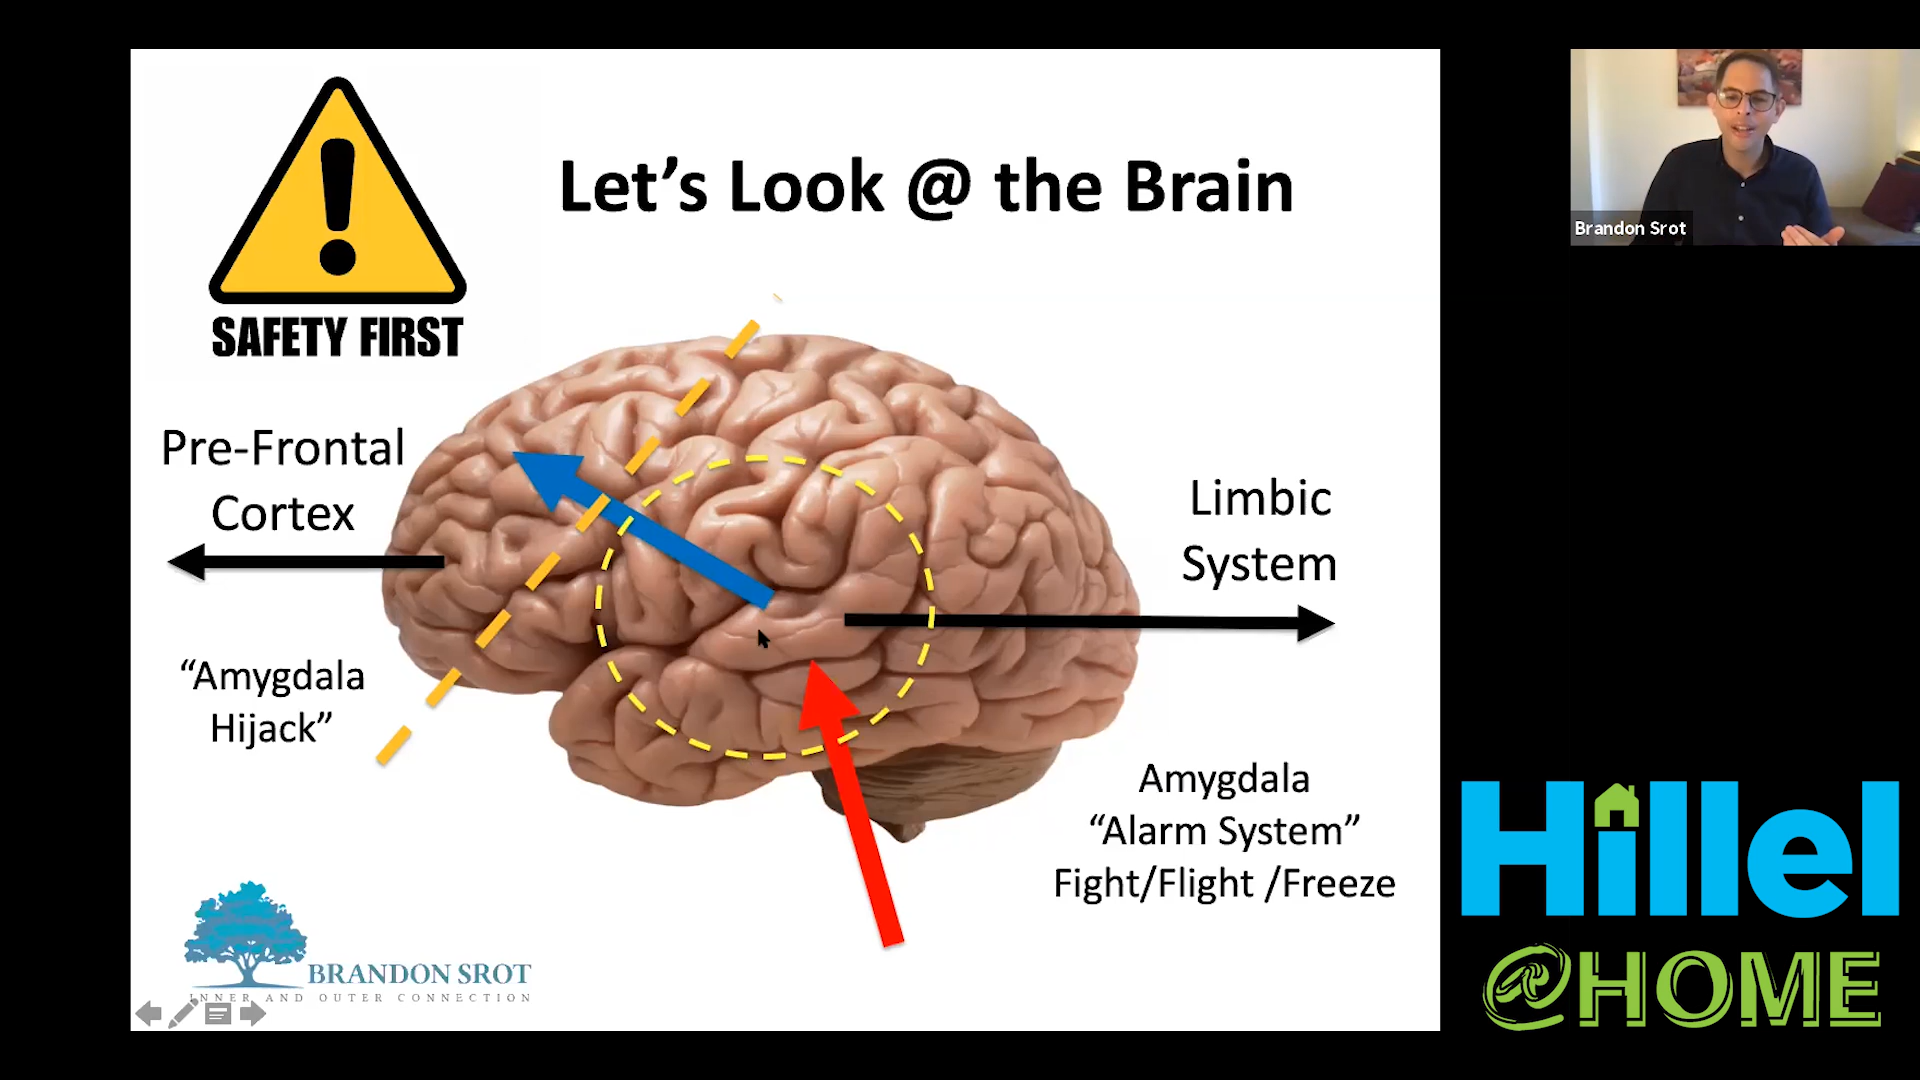 Let's Look @ the Brain
SAFETY FIRST
Pre-Frontal
Cortex
Limbic
System
“Amygdala
Hijack”
Amygdala
“Alarm System”
Fight/Flight /Freeze
BRANDON SROT
INNER AND OUTER CONNECTION
Brandon Srot
Hillel
@HOME